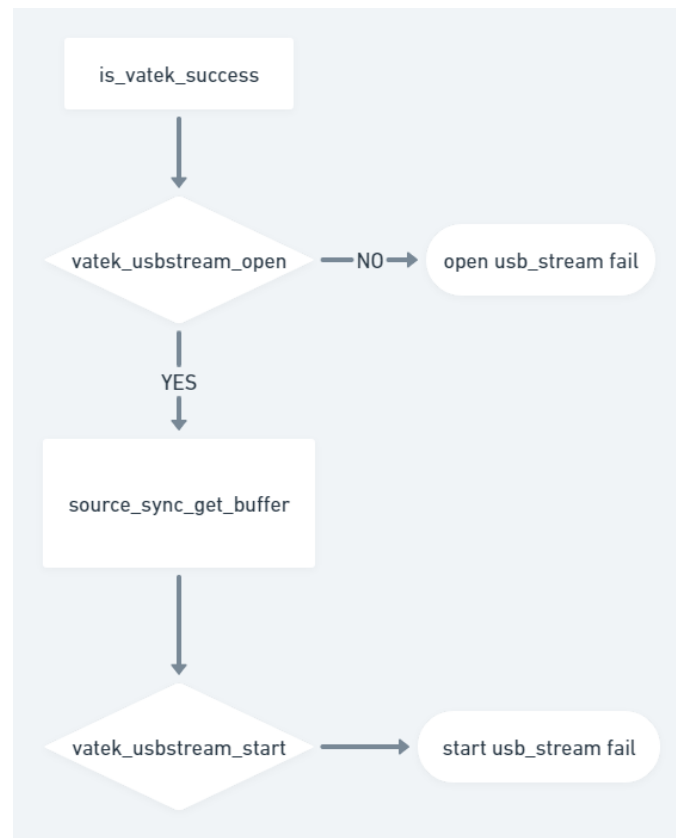 is_vatek_success
vatek_usbstream_open
NO
open usb_stream fail
YES
source_sync_get_buffer
vatek_usbstream_start
start usb_stream fail